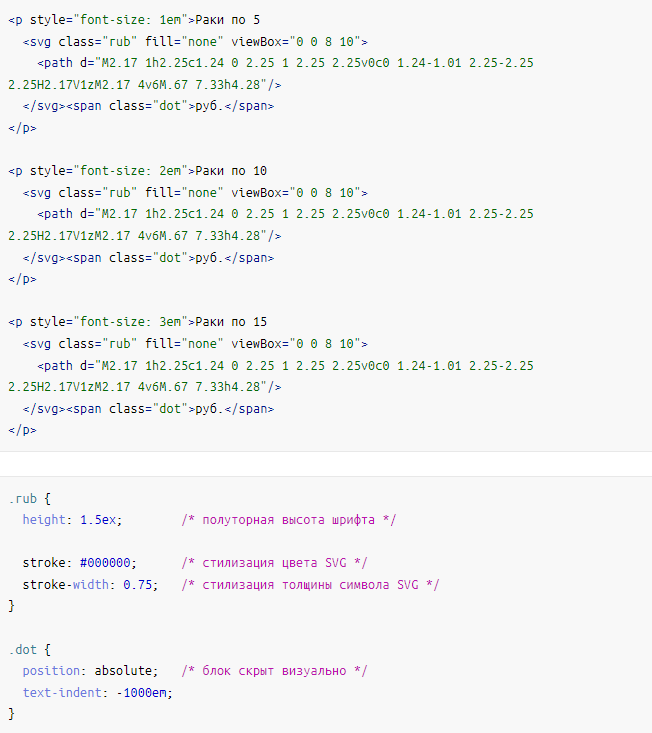 <p style="font-size: 1em">Раки по 5
  <svg class="rub" fill="none" viewBox="0 0 8 10">
    <path d="M2.17 1h2.25c1.24 0 2.25 1 2.25 2.25v0c0 1.24-1.01 2.25-2.25
2.25H2.17V1zM2.17 4v6M.67 7.33h4.28"/>
  </svg><span class="dot">руб.</span>
</p>

<p style="font-size: 2em">Раки по 10
  <svg class="rub" fill="none" viewBox="0 0 8 10">
    <path d="M2.17 1h2.25c1.24 0 2.25 1 2.25 2.25v0c0 1.24-1.01 2.25-2.25
2.25H2.17V1zM2.17 4v6M.67 7.33h4.28"/>
  </svg><span class="dot">руб.</span>
</p>

<p style="font-size: 3em">Раки по 15
  <svg class="rub" fill="none" viewBox="0 0 8 10">
    <path d="M2.17 1h2.25c1.24 0 2.25 1 2.25 2.25v0c0 1.24-1.01 2.25-2.25
2.25H2.17V1zM2.17 4v6M.67 7.33h4.28"/>
  </svg><span class="dot">руб.</span>
</p>

.rub {
  height: 1.5ex;        /* полуторная высота шрифта */

  stroke: #000000;      /* стилизация цвета SVG */
  stroke-width: 0.75;   /* стилизация толщины символа SVG */
}

.dot {
  position: absolute;   /* блок скрыт визуально */
  text-indent: -1000em;
}